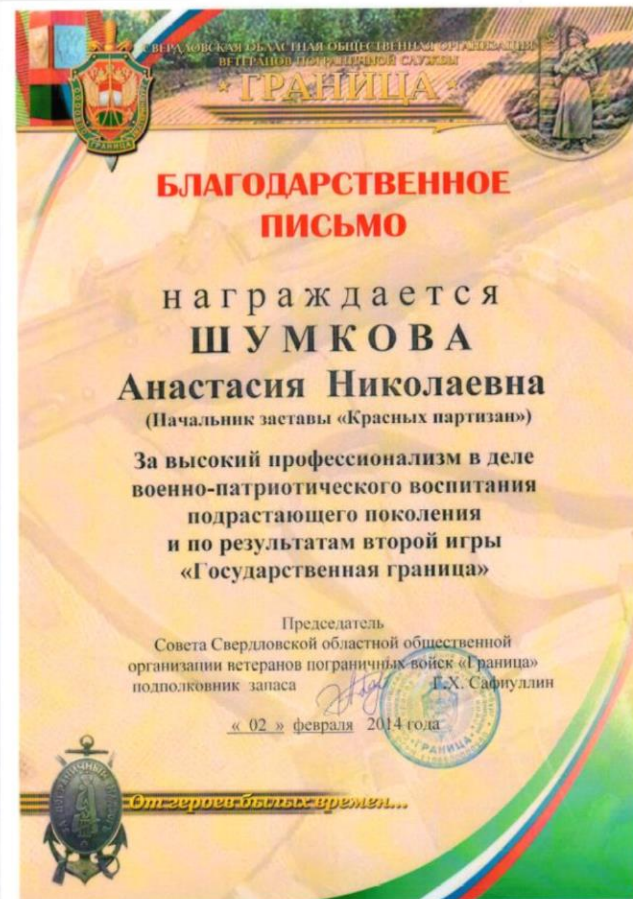 СВЕРДЛОВСКАЯ ОБЛАСТНАЯ ОБЩЕСТВЕННАЯ ОРГАНИЗАЦИЯ
ВЕТЕРАНОВ ПОГРАНИЧНОЙ СЛУЖБЫ
ГРАНИЦА
ГРАНИЦА
БЛАГОДАРСТВЕННОЕ
ПИСЬМО
награждается
ШУМКОВА
Анастасия Николаевна
(Начальник заставы «Красных партизан»)
За высокий профессионализм в деле
военно-патриотического воспитания
подрастающего поколения
и по результатам второй игры
«Государственная граница»
Председатель
Совета Свердловской областной общественной
организации ветеранов пограничных войск «Граница»
подполковник запаса Г.Х. Сафиуллин
« 02 » февраля 2014 года
ГРАНИЦА
От героев былых времен...